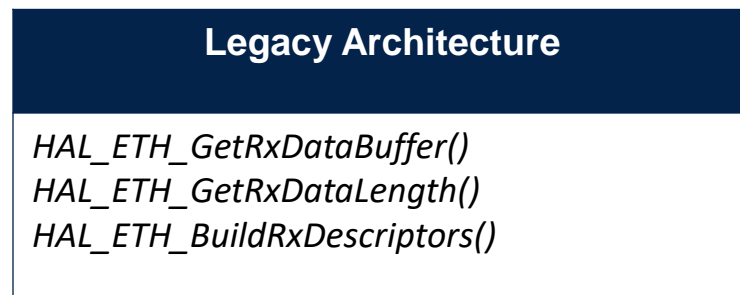 Legacy Architecture
HAL_ETH_GetRxDataBuffer()
HAL_ETH_GetRxDataLength()
HAL_ETH_BuildRxDescriptors()